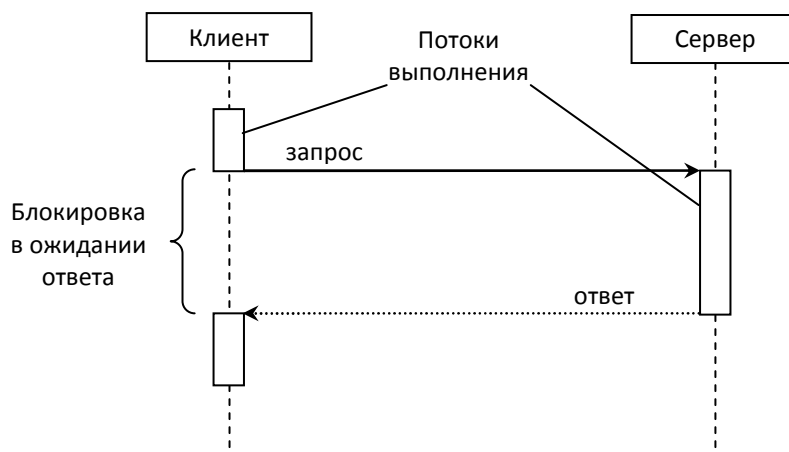 Клиент
Потоки
выполнения
Сервер
запрос
Блокировка
в ожидании
ответа
ответ